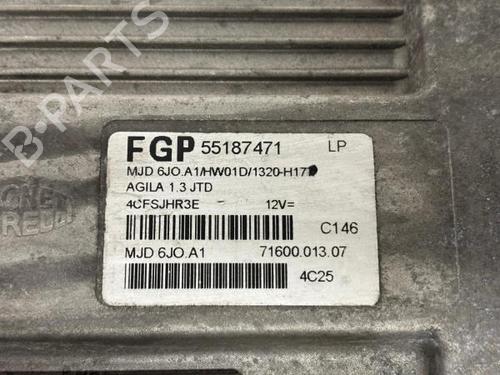 B-PARTS
FGP 55187471 LP
MJD 6JO.A1/HW01D/1320-H17
AGILA 1.3 JTD
4CFSJHR3E 12V=
C146
MJD 6JO.A1 71600.013.07
4C25